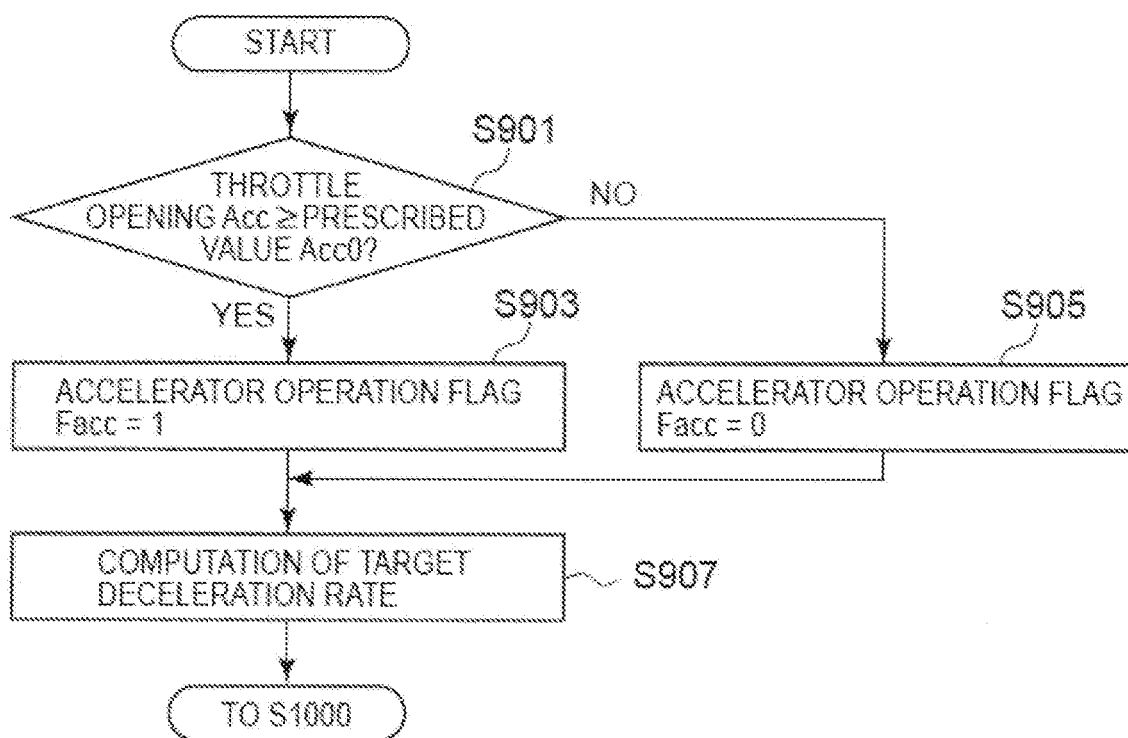 START
S901
THROTTLE
OPENING Acc ≥ PRESCRIBED
VALUE Acc0?
NO
YES
S903
S905
ACCELERATOR OPERATION FLAG
Facc = 1
ACCELERATOR OPERATION FLAG
Facc = 0
COMPUTATION OF TARGET
DECELERATION RATE
S907
TO S1000